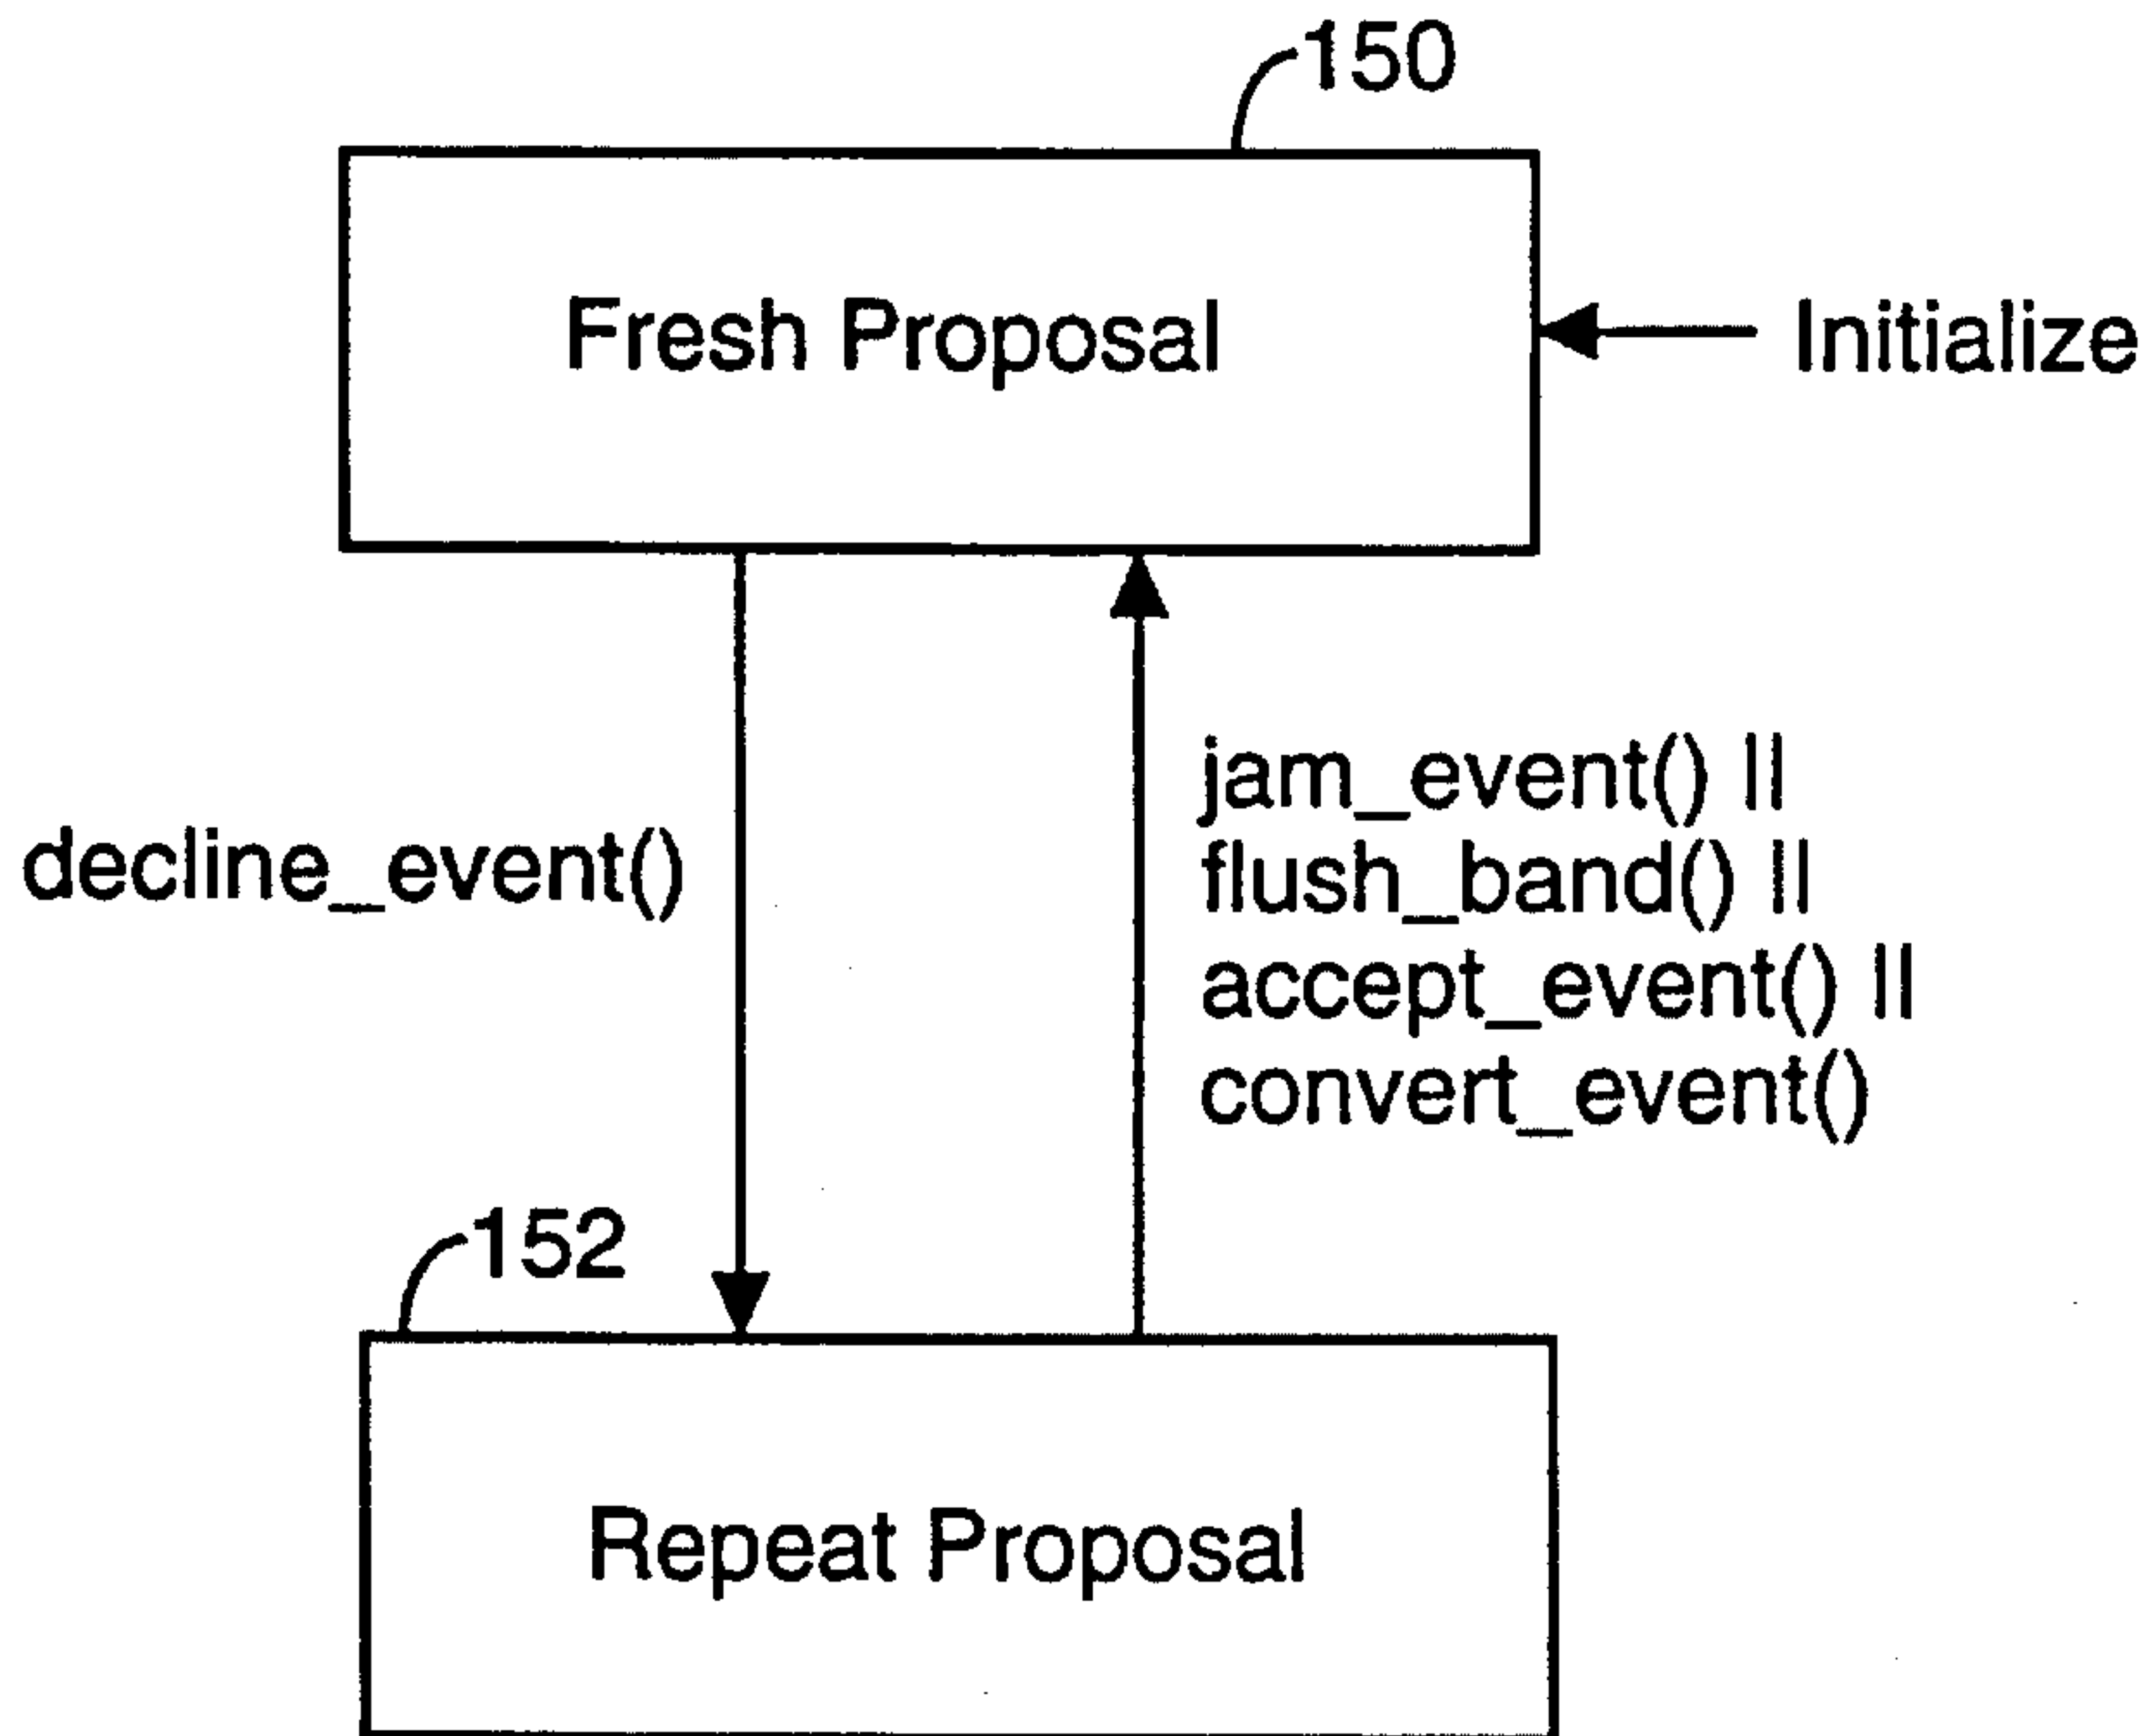 150
Fresh Proposal
Initialize
jam_event() ||
decline_event()
flush_band() ||
accept_event() ||
convert_event()
152
Repeat Proposal